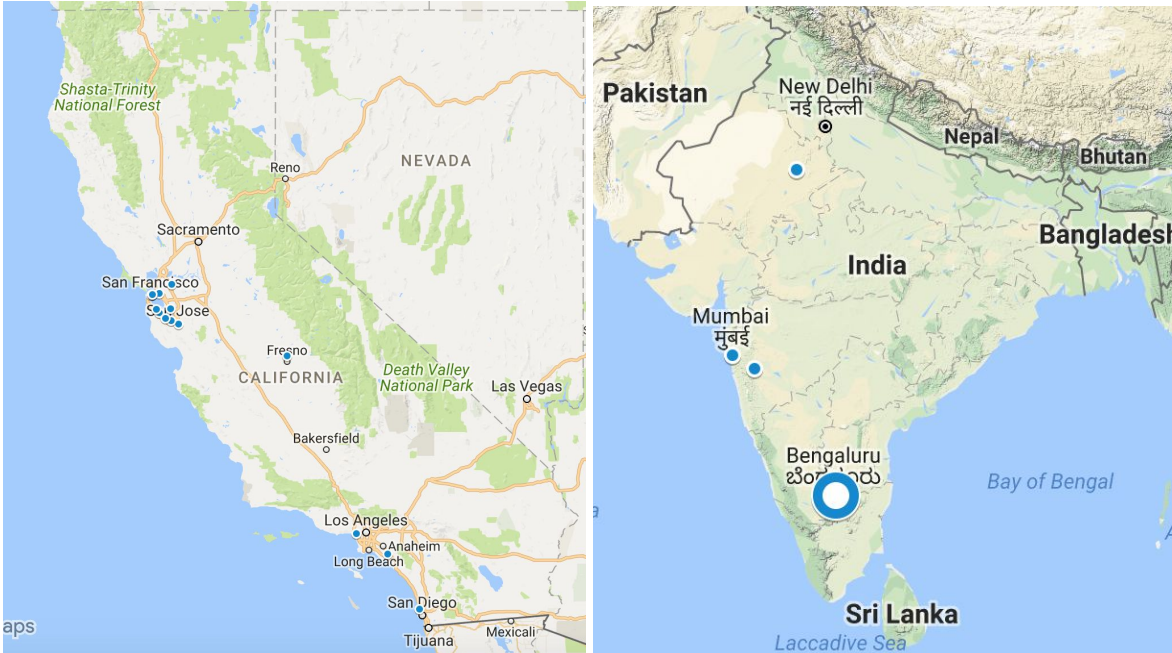 Shasta-Trinity
National Forest
Reno
NEVADA
Sacramento
San Francisco
San Jose
Fresno
CALIFORNIA
Death Valley
National Park
Las Vegas
Bakersfield
Los Angeles
Anaheim
Long Beach
San Diego
Tijuana
Mexicali
aps
Pakistan
New Delhi
नई दिल्ली
Nepal
Bhutan
Bangladesh
India
Mumbai
मुंबई
Bengaluru
Bay of Bengal
Sri Lanka
Laccadive Sea